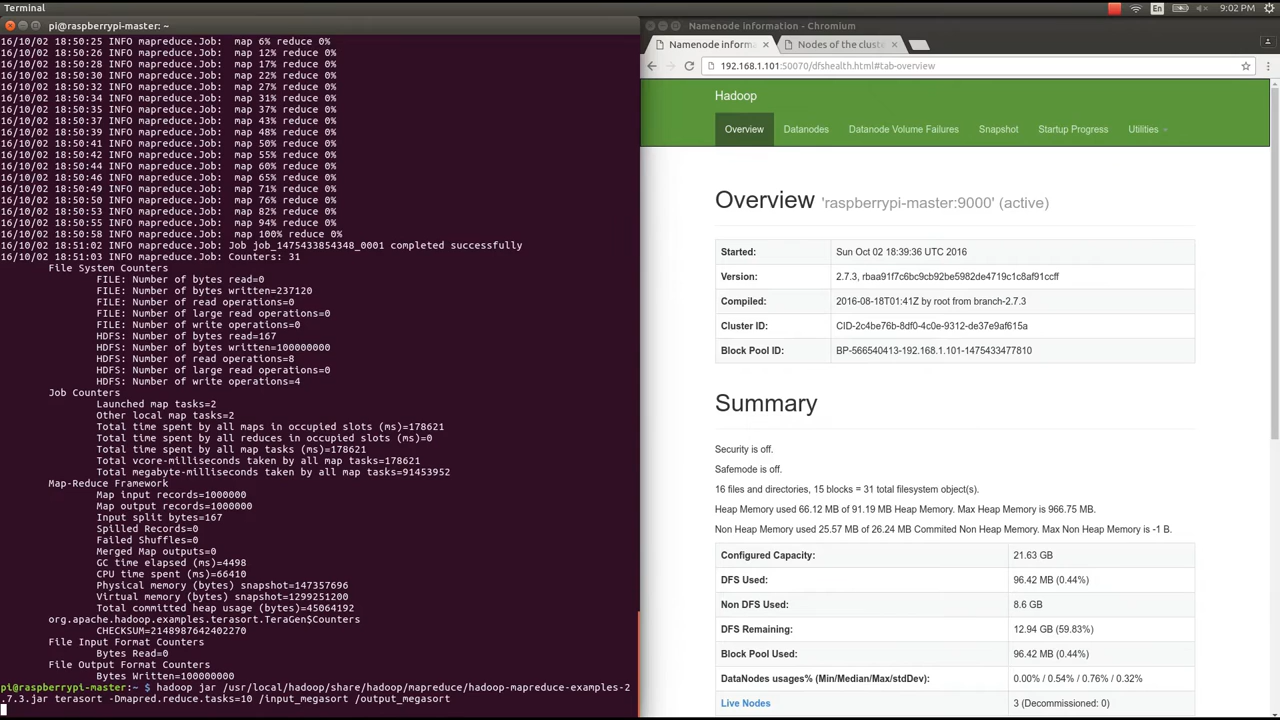 Terminal
En
9:02 PM
pi@raspberrypi-master: ~
16/10/02 18:50:25 INFO mapreduce.Job:  map 6% reduce 0%
16/10/02 18:50:26 INFO mapreduce.Job:  map 12% reduce 0%
16/10/02 18:50:28 INFO mapreduce.Job:  map 17% reduce 0%
16/10/02 18:50:30 INFO mapreduce.Job:  map 22% reduce 0%
16/10/02 18:50:32 INFO mapreduce.Job:  map 27% reduce 0%
16/10/02 18:50:34 INFO mapreduce.Job:  map 31% reduce 0%
16/10/02 18:50:35 INFO mapreduce.Job:  map 37% reduce 0%
16/10/02 18:50:37 INFO mapreduce.Job:  map 43% reduce 0%
16/10/02 18:50:39 INFO mapreduce.Job:  map 48% reduce 0%
16/10/02 18:50:41 INFO mapreduce.Job:  map 50% reduce 0%
16/10/02 18:50:42 INFO mapreduce.Job:  map 55% reduce 0%
16/10/02 18:50:44 INFO mapreduce.Job:  map 60% reduce 0%
16/10/02 18:50:46 INFO mapreduce.Job:  map 65% reduce 0%
16/10/02 18:50:49 INFO mapreduce.Job:  map 71% reduce 0%
16/10/02 18:50:50 INFO mapreduce.Job:  map 76% reduce 0%
16/10/02 18:50:53 INFO mapreduce.Job:  map 82% reduce 0%
16/10/02 18:50:55 INFO mapreduce.Job:  map 94% reduce 0%
16/10/02 18:50:58 INFO mapreduce.Job:  map 100% reduce 0%
16/10/02 18:51:02 INFO mapreduce.Job: Job job_1475433854348_0001 completed successfully
16/10/02 18:51:03 INFO mapreduce.Job: Counters: 31
File System Counters
FILE: Number of bytes read=0
FILE: Number of bytes written=237120
FILE: Number of read operations=0
FILE: Number of large read operations=0
FILE: Number of write operations=0
HDFS: Number of bytes read=167
HDFS: Number of bytes written=100000000
HDFS: Number of read operations=8
HDFS: Number of large read operations=0
HDFS: Number of write operations=4
Job Counters
Launched map tasks=2
Other local map tasks=2
Total time spent by all maps in occupied slots (ms)=178621
Total time spent by all reduces in occupied slots (ms)=0
Total time spent by all map tasks (ms)=178621
Total vcore-milliseconds taken by all map tasks=178621
Total megabyte-milliseconds taken by all map tasks=91453952
Map-Reduce Framework
Map input records=1000000
Map output records=1000000
Input split bytes=167
Spilled Records=0
Failed Shuffles=0
Merged Map outputs=0
GC time elapsed (ms)=4498
CPU time spent (ms)=66410
Physical memory (bytes) snapshot=147357696
Virtual memory (bytes) snapshot=1299251200
Total committed heap usage (bytes)=45064192
org.apache.hadoop.examples.terasort.TeraGen$Counters
CHECKSUM=2148987642402270
File Input Format Counters
Bytes Read=0
File Output Format Counters
Bytes Written=100000000
pi@raspberrypi-master:~ $ hadoop jar /usr/local/hadoop/share/hadoop/mapreduce/hadoop-mapreduce-examples-2
.7.3.jar terasort -Dmapred.reduce.tasks=10 /input_megasort /output_megasort
Namenode information - Chromium
Namenode inform
Nodes of the cluste
192.168.1.101:50070/dfshealth.html#tab-overview
Hadoop
Overview
Datanodes
Datanode Volume Failures
Snapshot
Startup Progress
Utilities
Overview 'raspberrypi-master:9000' (active)
Started: Sun Oct 02 18:39:36 UTC 2016
Version: 2.7.3, rbaa91f7c6bc9cb92be5982de4719c1c8af91ccff
Compiled: 2016-08-18T01:41Z by root from branch-2.7.3
Cluster ID: CID-2c4be76b-8df0-4c0e-9312-de37e9af615a
Block Pool ID: BP-566540413-192.168.1.101-1475433477810
Summary
Security is off.
Safemode is off.
16 files and directories, 15 blocks = 31 total filesystem object(s).
Heap Memory used 66.12 MB of 91.19 MB Heap Memory. Max Heap Memory is 966.75 MB.
Non Heap Memory used 25.57 MB of 26.24 MB Commited Non Heap Memory. Max Non Heap Memory is -1 B.
Configured Capacity: 21.63 GB
DFS Used: 96.42 MB (0.44%)
Non DFS Used: 8.6 GB
DFS Remaining: 12.94 GB (59.83%)
Block Pool Used: 96.42 MB (0.44%)
DataNodes usages% (Min/Median/Max/stdDev): 0.00% / 0.54% / 0.76% / 0.32%
Live Nodes 3 (Decommissioned: 0)